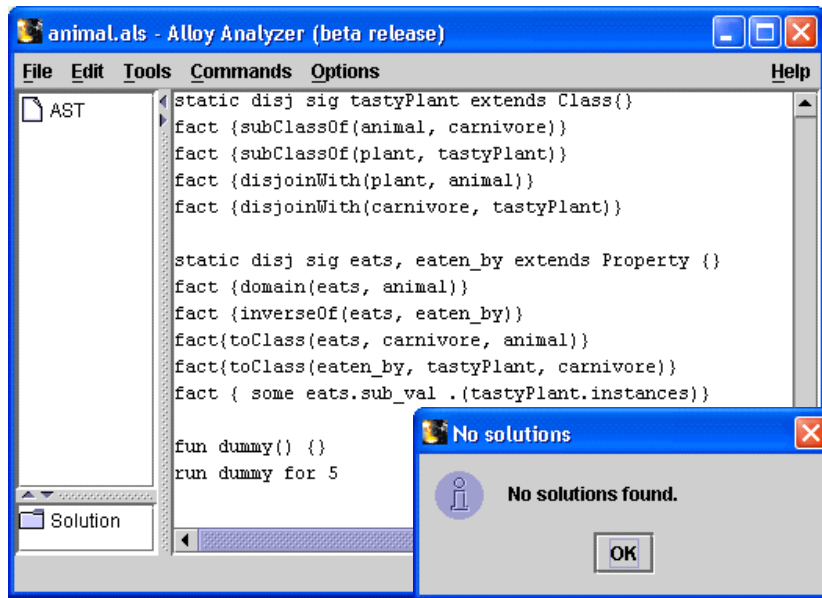 animal.als - Alloy Analyzer (beta release)
File Edit Tools Commands Options Help
AST
static disj sig tastyPlant extends Class{}
fact {subClassOf(animal, carnivore)}
fact {subClassOf(plant, tastyPlant)}
fact {disjoinWith(plant, animal)}
fact {disjoinWith(carnivore, tastyPlant)}
static disj sig eats, eaten_by extends Property {}
fact {domain(eats, animal)}
fact {inverseOf(eats, eaten_by)}
fact{toClass(eats, carnivore, animal)}
fact{toClass(eaten_by, tastyPlant, carnivore)}
fact { some eats.sub_val .(tastyPlant.instances)}
fun dummy() {}
run dummy for 5
Solution
No solutions
No solutions found.
OK